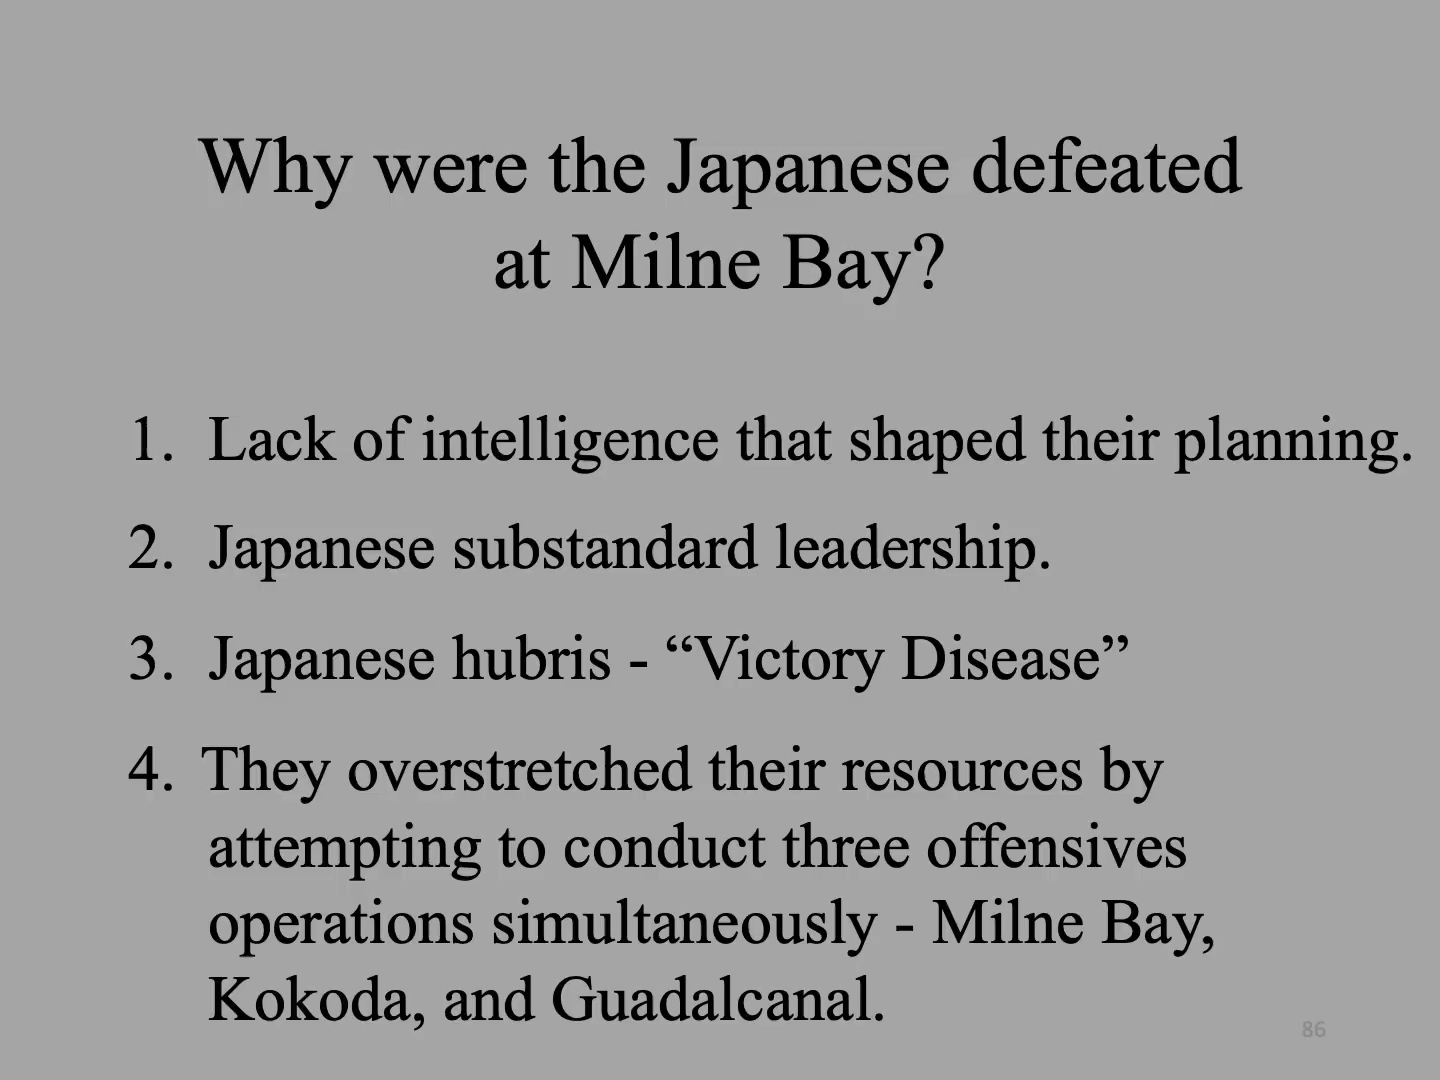 Why were the Japanese defeated
at Milne Bay?
1. Lack of intelligence that shaped their planning.
2. Japanese substandard leadership.
3. Japanese hubris - “Victory Disease”
4. They overstretched their resources by
attempting to conduct three offensives
operations simultaneously - Milne Bay,
Kokoda, and Guadalcanal.
86